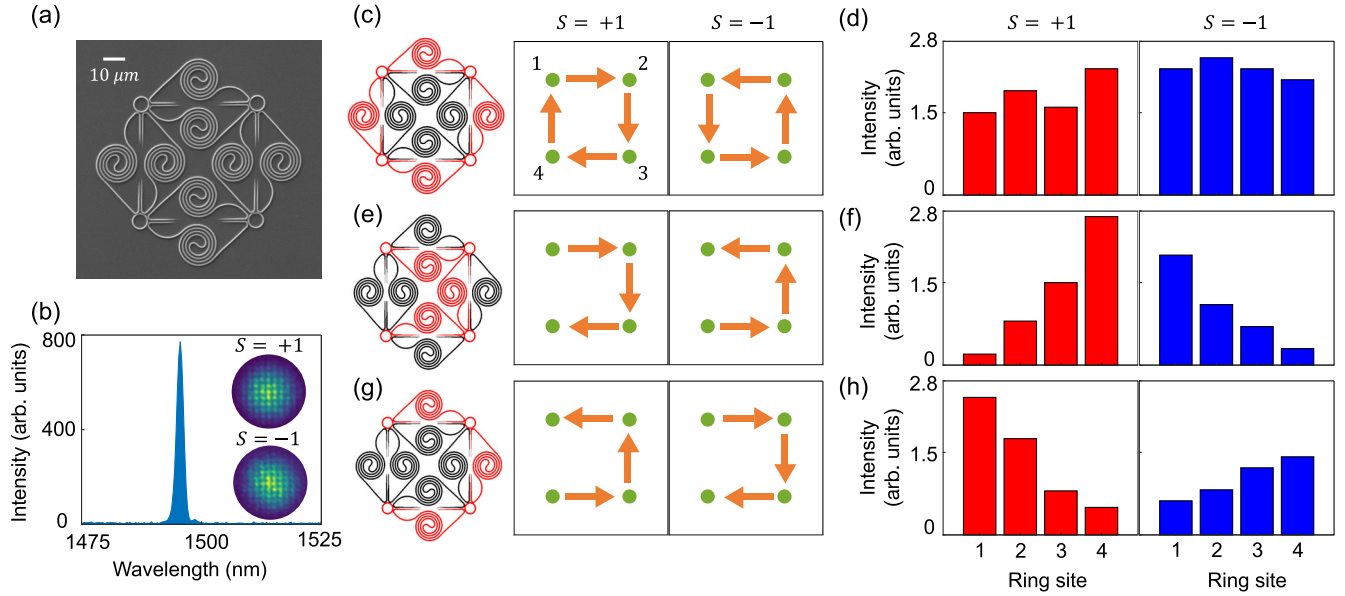 (a)
10 μm
(b)
800
400
0
Intensity (arb. units)
S = +1
S = −1
1475
1500
1525
Wavelength (nm)
(c)
S = +1
S = −1
1
2
4
3
(d)
S = +1
S = −1
2.8
1.5
0
Intensity
(arb. units)
(e)
(f)
2.8
1.5
0
Intensity
(arb. units)
(g)
(h)
2.8
1.5
0
Intensity
(arb. units)
1
2
3
4
1
2
3
4
Ring site
Ring site